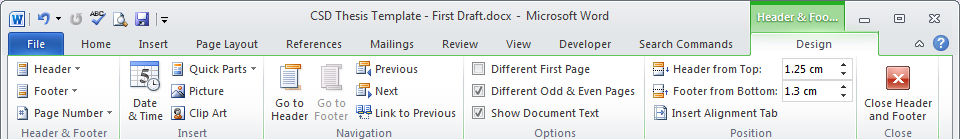 CSD Thesis Template - First Draft.docx - Microsoft Word
Header & Foo...
File Home Insert Page Layout References Mailings Review View Developer Search Commands Design
Header
Footer
Page Number
Header & Footer
5
Date
& Time
Quick Parts
Picture
Clip Art
Insert
Go to
Header
Go to
Footer
Previous
Next
Link to Previous
Navigation
Different First Page
Different Odd & Even Pages
Show Document Text
Options
Header from Top: 1.25 cm
Footer from Bottom: 1.3 cm
Insert Alignment Tab
Position
Close Header
and Footer
Close